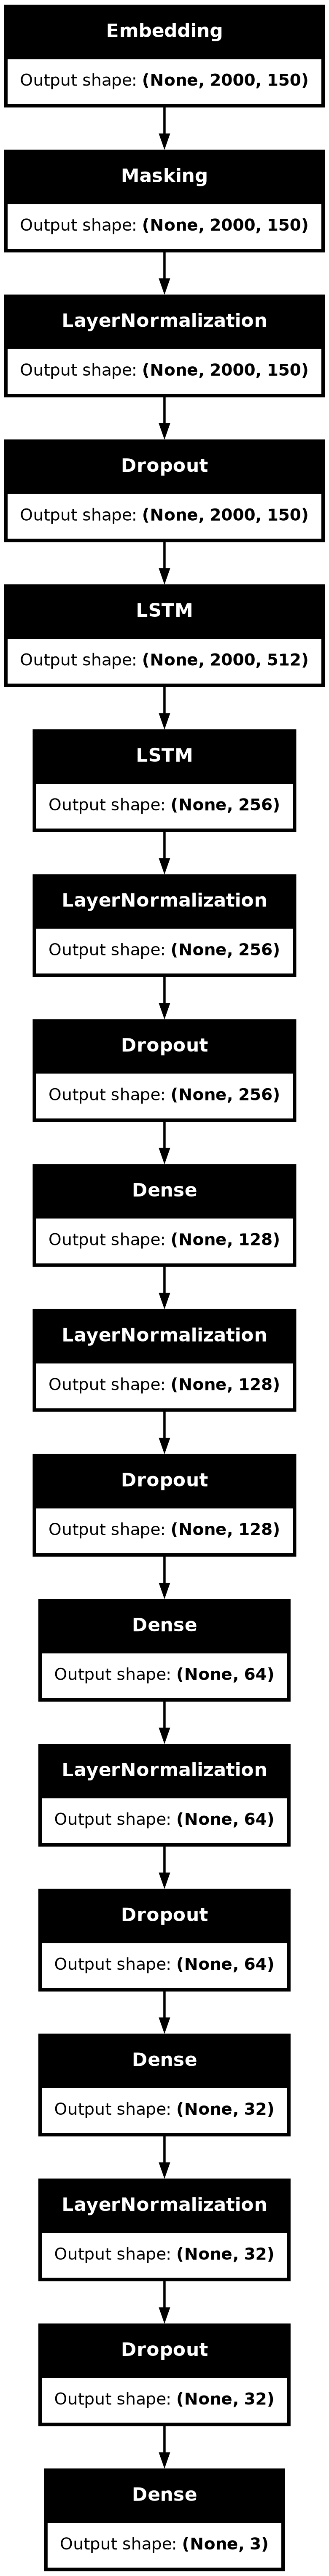 Embedding
Output shape: (None, 2000, 150)
Masking
Output shape: (None, 2000, 150)
LayerNormalization
Output shape: (None, 2000, 150)
Dropout
Output shape: (None, 2000, 150)
LSTM
Output shape: (None, 2000, 512)
LSTM
Output shape: (None, 256)
LayerNormalization
Output shape: (None, 256)
Dropout
Output shape: (None, 256)
Dense
Output shape: (None, 128)
LayerNormalization
Output shape: (None, 128)
Dropout
Output shape: (None, 128)
Dense
Output shape: (None, 64)
LayerNormalization
Output shape: (None, 64)
Dropout
Output shape: (None, 64)
Dense
Output shape: (None, 32)
LayerNormalization
Output shape: (None, 32)
Dropout
Output shape: (None, 32)
Dense
Output shape: (None, 3)